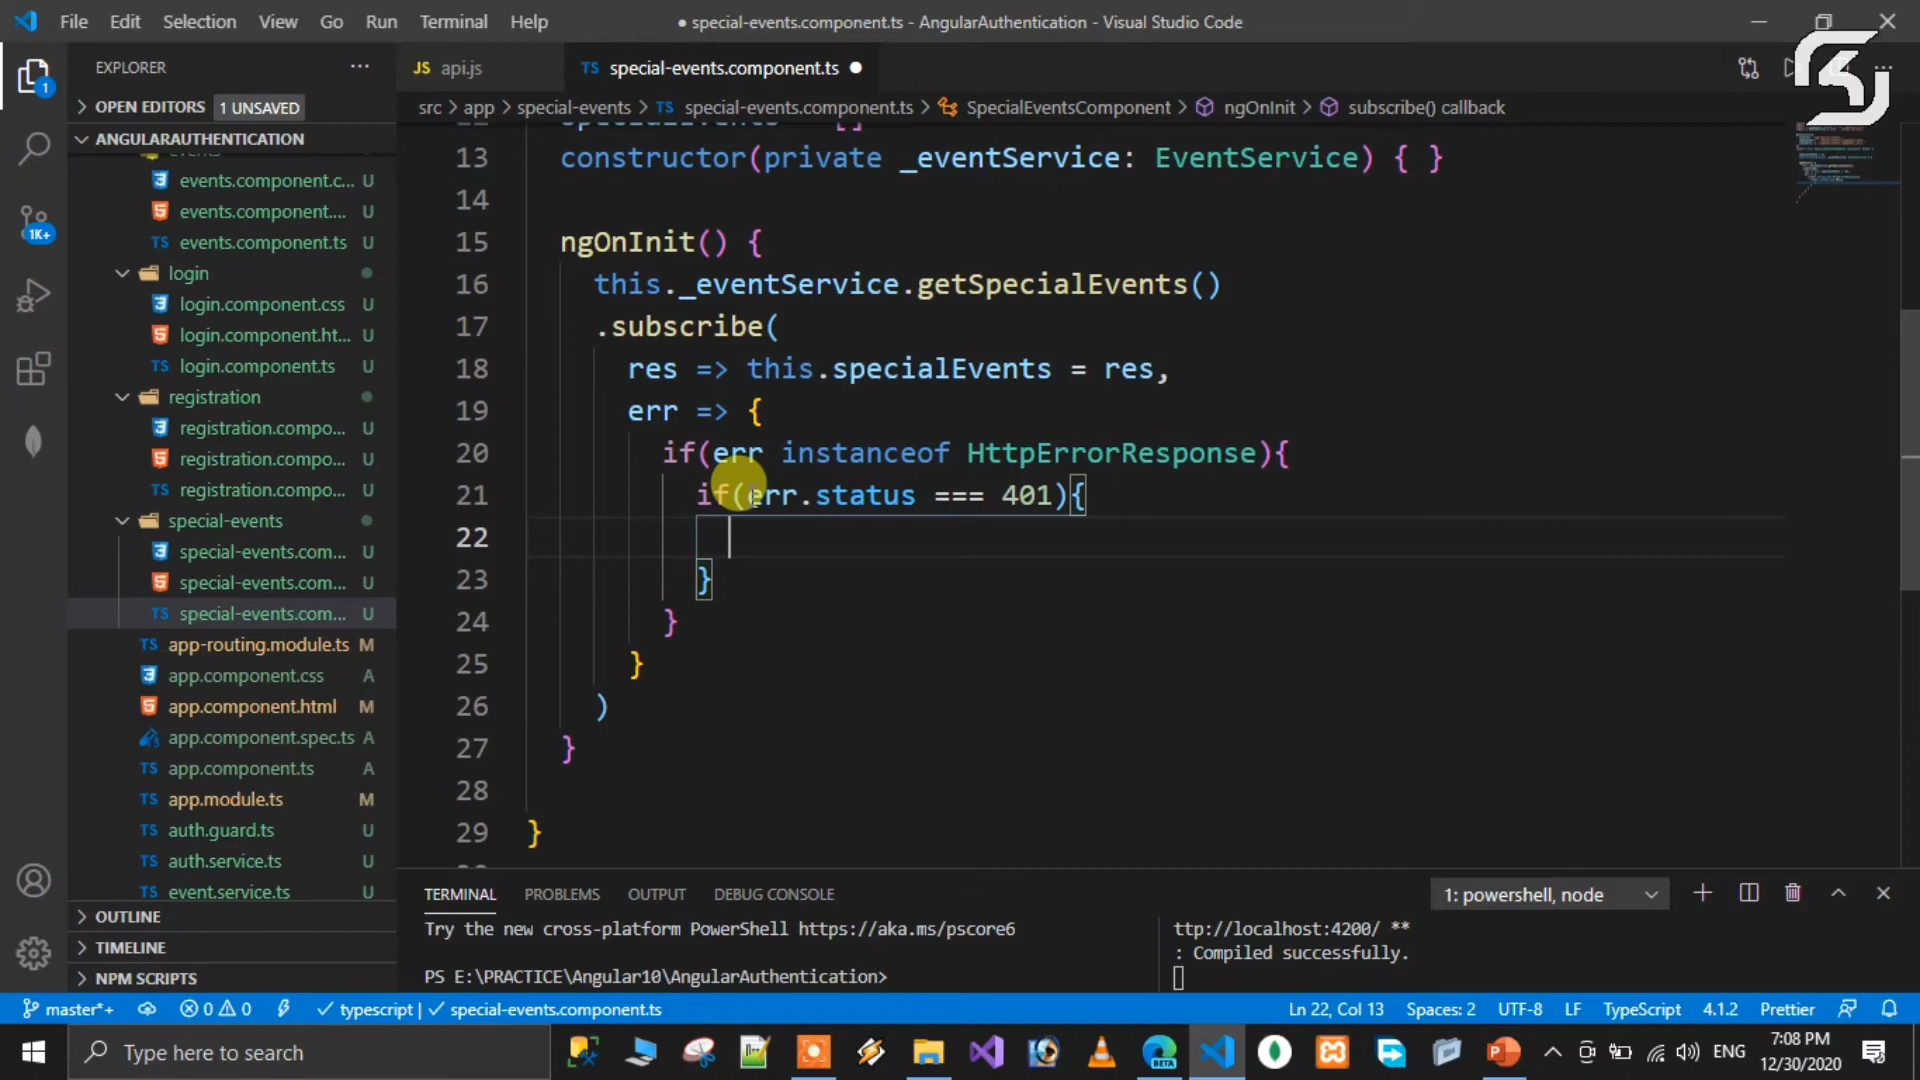 File Edit Selection View Go Run Terminal Help ● special-events.component.ts - AngularAuthentication - Visual Studio Code
EXPLORER ···
JS api.js TS special-events.component.ts ●
OPEN EDITORS 1 UNSAVED
src > app > special-events > TS special-events.component.ts > SpecialEventsComponent > ngOnInit > subscribe() callback
ANGULARAUTHENTICATION
events.component.c... U
events.component.... U
TS events.component.ts U
login
login.component.css U
login.component.ht... U
TS login.component.ts U
registration
registration.compo... U
registration.compo... U
TS registration.compo... U
special-events
special-events.com... U
special-events.com... U
TS special-events.com... U
TS app-routing.module.ts M
app.component.css A
app.component.html M
app.component.spec.ts A
TS app.component.ts A
TS app.module.ts M
TS auth.guard.ts U
TS auth.service.ts U
TS event.service.ts U
OUTLINE
TIMELINE
NPM SCRIPTS
13 constructor(private _eventService: EventService) { }
14
15 ngOnInit() {
16 this._eventService.getSpecialEvents()
17 .subscribe(
18 res => this.specialEvents = res,
19 err => {
20 if(err instanceof HttpErrorResponse){
21 if(err.status === 401){
22
23 }
24 }
25 }
26 )
27 }
28
29 }
TERMINAL PROBLEMS OUTPUT DEBUG CONSOLE 1: powershell, node
Try the new cross-platform PowerShell https://aka.ms/pscore6
PS E:\PRACTICE\Angular10\AngularAuthentication>
ttp://localhost:4200/ **
: Compiled successfully.
1
1K+
master*+ 0 0 typescript | special-events.component.ts Ln 22, Col 13 Spaces: 2 UTF-8 LF TypeScript 4.1.2 Prettier
Type here to search
BETA
ENG
7:08 PM
12/30/2020